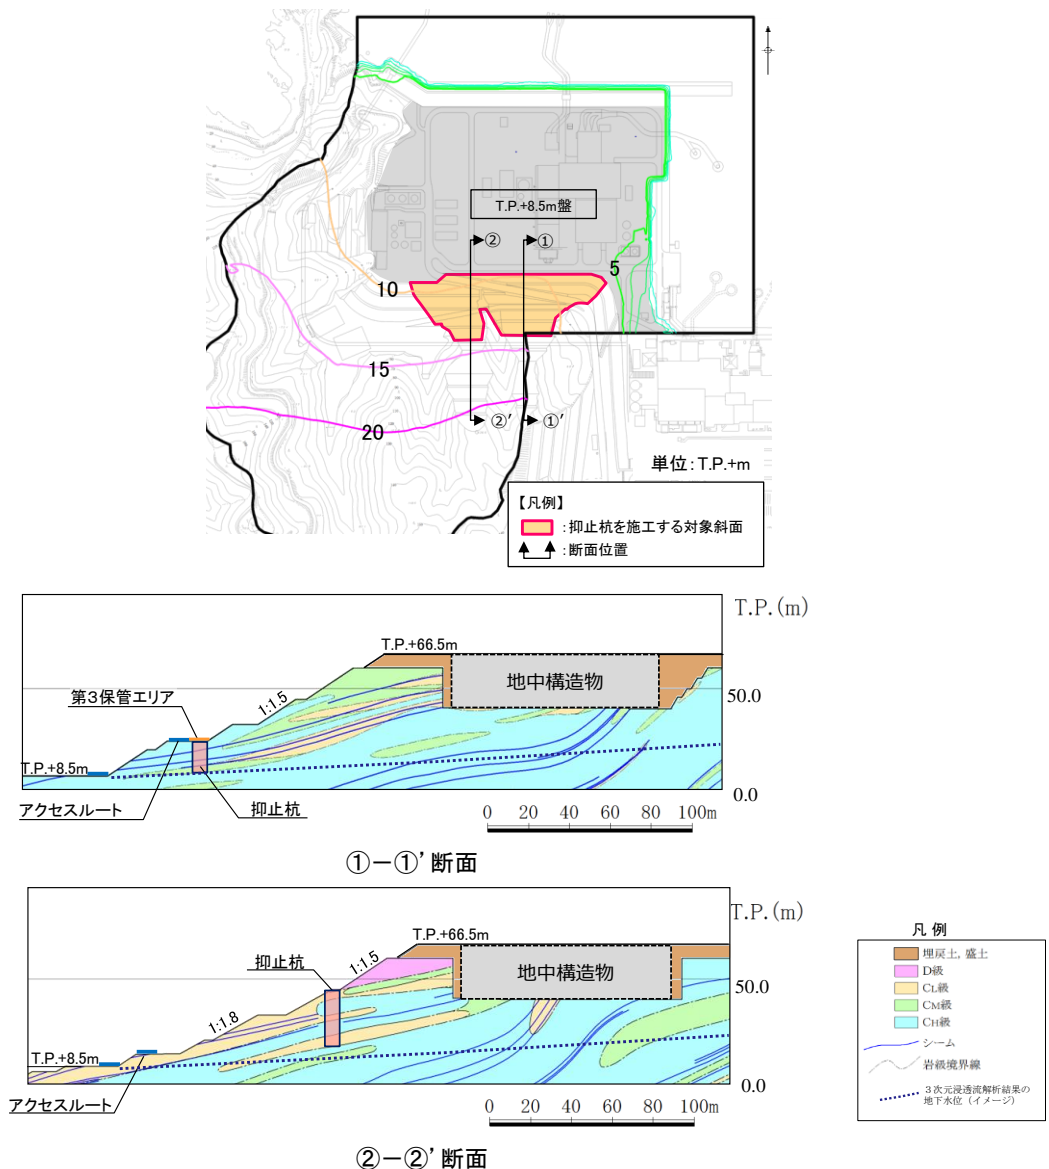 T.P.+8.5m盤
②
①
5
10
15
20
②′
①′
単位：T.P.+m
【凡例】
：抑止杭を施工する対象斜面
：断面位置
T.P.(m)
T.P.+66.5m
地中構造物
第3保管エリア
1:1.5
50.0
T.P.+8.5m
アクセスルート
抑止杭
0.0
0 20 40 60 80 100m
①－①’断面
T.P.(m)
T.P.+66.5m
抑止杭
1:1.5
地中構造物
50.0
1:1.8
T.P.+8.5m
アクセスルート
0.0
0 20 40 60 80 100m
②－②’断面
凡 例
埋戻土，盛土
D級
CL級
CM級
CH級
シーム
岩級境界線
３次元浸透流解析結果の
地下水位（イメージ）